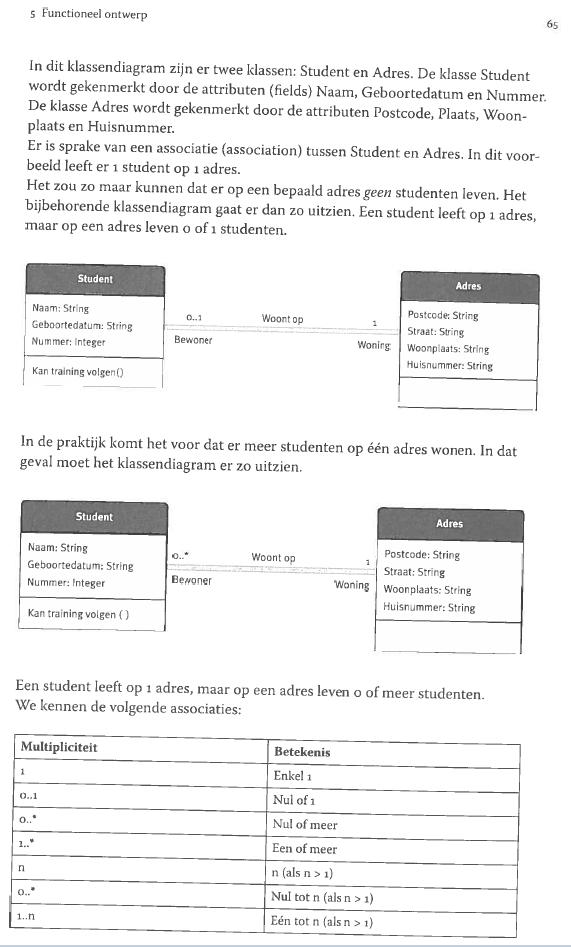 5 Functioneel ontwerp
65
In dit klassendiagram zijn er twee klassen: Student en Adres. De klasse Student
wordt gekenmerkt door de attributen (fields) Naam, Geboortedatum en Nummer.
De klasse Adres wordt gekenmerkt door de attributen Postcode, Plaats, Woon-
plaats en Huisnummer.
Er is sprake van een associatie (association) tussen Student en Adres. In dit voor-
beeld leeft er 1 student op 1 adres.
Het zou zo maar kunnen dat er op een bepaald adres geen studenten leven. Het
bijbehorende klassendiagram gaat er dan zo uitzien. Een student leeft op 1 adres,
maar op een adres leven 0 of 1 studenten.
Student
Naam: String
Geboortedatum: String
Nummer: Integer
Kan training volgen()
0..1
Woont op
1
Bewoner
Woning
Adres
Postcode: String
Straat: String
Woonplaats: String
Huisnummer: String
In de praktijk komt het voor dat er meer studenten op één adres wonen. In dat
geval moet het klassendiagram er zo uitzien.
Student
Naam: String
Geboortedatum: String
Nummer: Integer
Kan training volgen ( )
0..*
Woont op
1
Bewoner
Woning
Adres
Postcode: String
Straat: String
Woonplaats: String
Huisnummer: String
Een student leeft op 1 adres, maar op een adres leven 0 of meer studenten.
We kennen de volgende associaties:
Multipliciteit Betekenis
1 Enkel 1
0..1 Nul of 1
0..* Nul of meer
1..* Een of meer
n n (als n > 1)
0..* Nul tot n (als n > 1)
1..n Eén tot n (als n > 1)